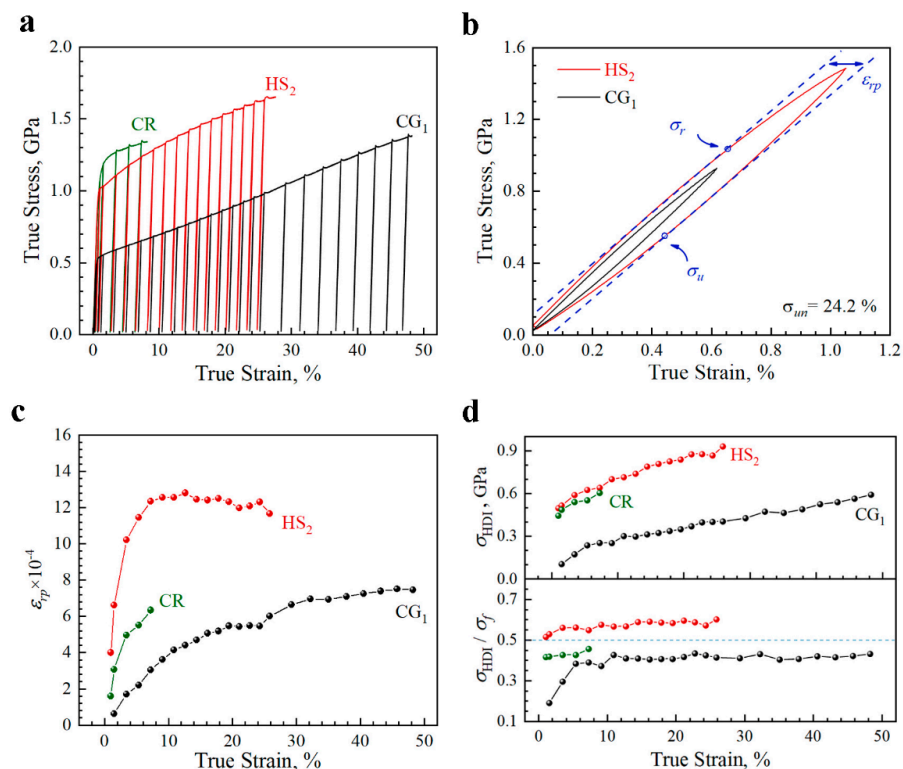 a
2.0
1.5
1.0
0.5
0.0
True Stress, GPa
CR
HS₂
CG₁
0 10 20 30 40 50
True Strain, %
b
1.6
1.2
0.8
0.4
0.0
True Stress, GPa
HS₂
CG₁
εrp
σr
σu
σun= 24.2 %
0.0 0.2 0.4 0.6 0.8 1.0 1.2
True Strain, %
c
16
14
12
10
8
6
4
2
0
εrp×10⁻⁴
HS₂
CR
CG₁
0 10 20 30 40 50
True Strain, %
d
0.9
0.6
0.3
0.0
σHDI, GPa
HS₂
CR
CG₁
0.9
0.5
0.1
σHDI / σf
0 10 20 30 40 50
True Strain, %